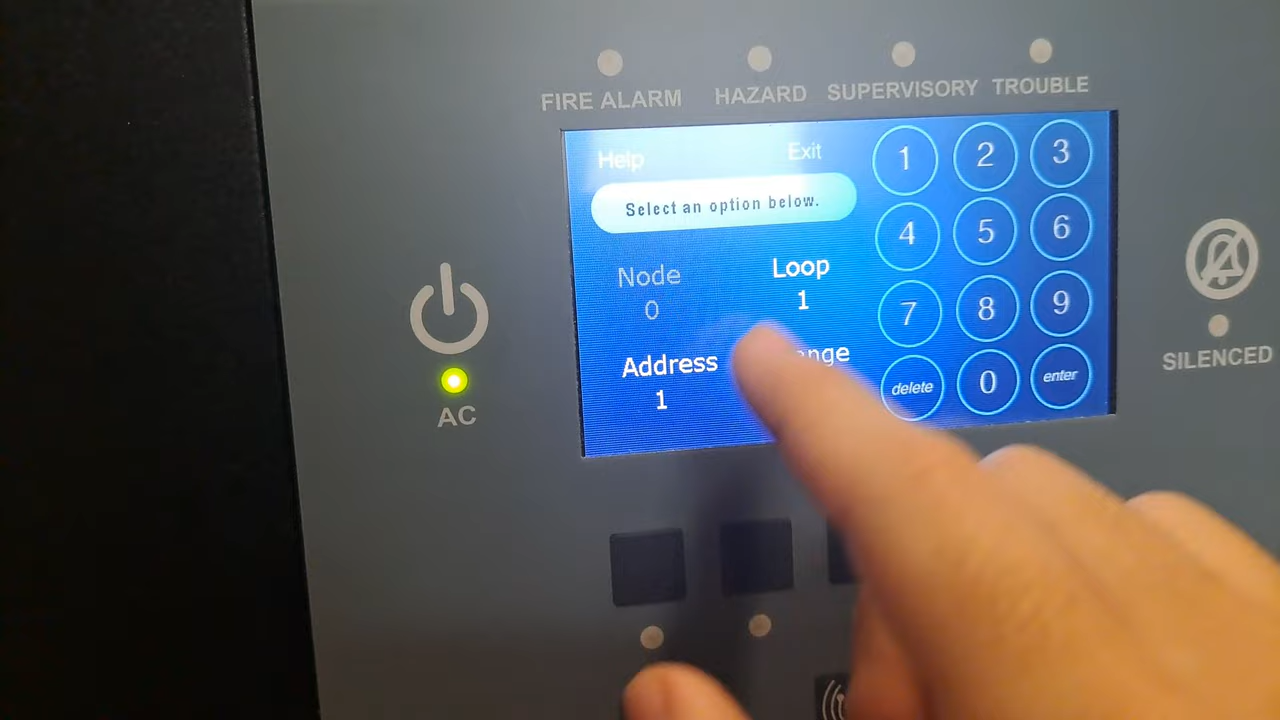 FIRE ALARM HAZARD SUPERVISORY TROUBLE
Help Exit
Select an option below.
Node Loop
0 1
Address
1
1 2 3
4 5 6
7 8 9
delete 0 enter
AC
SILENCED